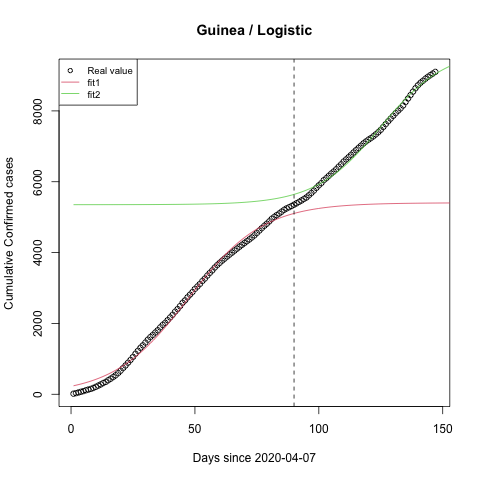 Guinea / Logistic
Real value
fit1
fit2
Cumulative Confirmed cases
8000
6000
4000
2000
0
0 50 100 150
Days since 2020-04-07